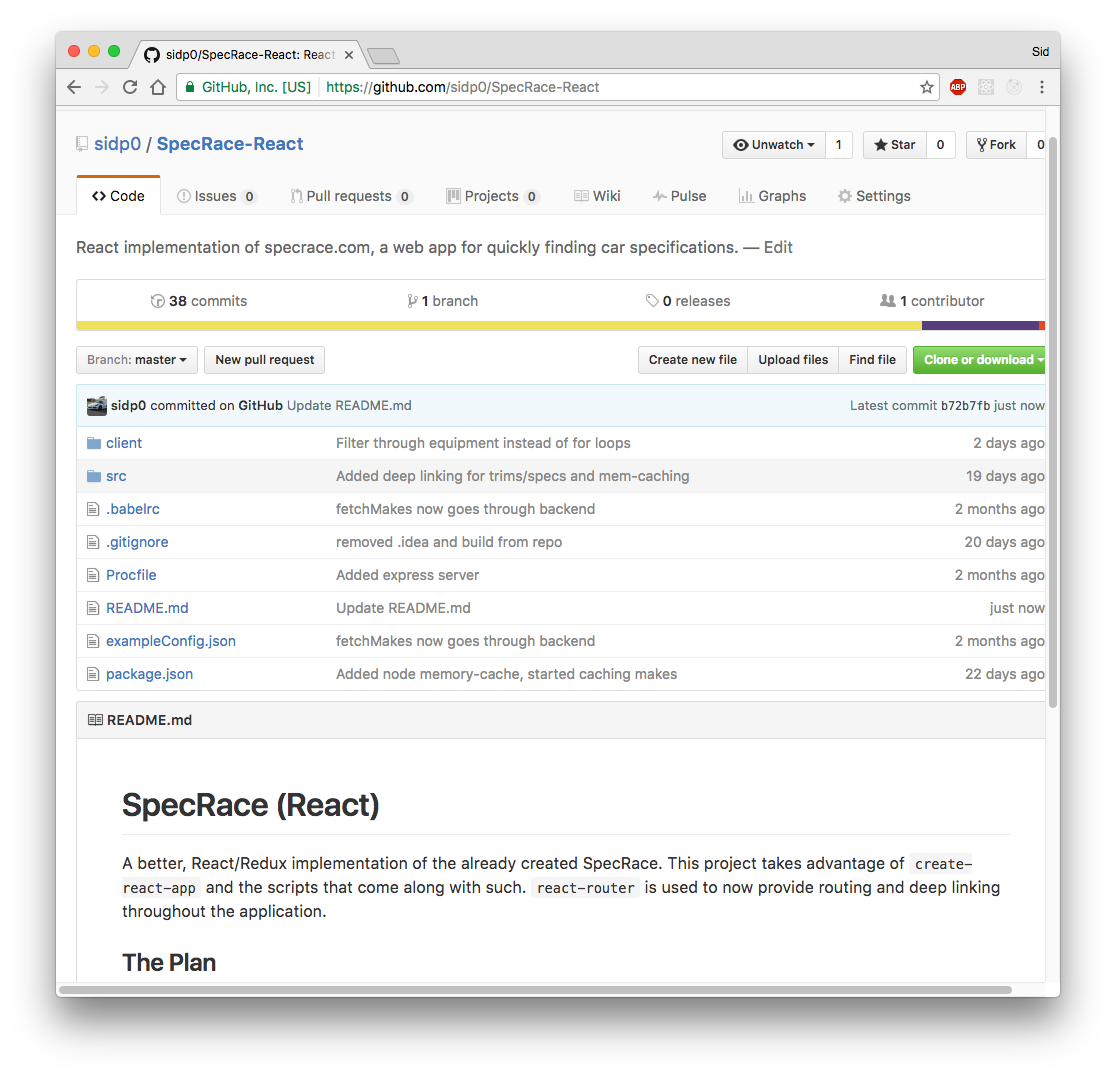 sidp0/SpecRace-React: React
Sid
GitHub, Inc. [US] https://github.com/sidp0/SpecRace-React
ABP
sidp0 / SpecRace-React
Unwatch 1 Star 0 Fork 0
Code Issues 0 Pull requests 0 Projects 0 Wiki Pulse Graphs Settings
React implementation of specrace.com, a web app for quickly finding car specifications. — Edit
38 commits 1 branch 0 releases 1 contributor
Branch: master New pull request Create new file Upload files Find file Clone or download
sidp0 committed on GitHub Update README.md Latest commit b72b7fb just now
client Filter through equipment instead of for loops 2 days ago
src Added deep linking for trims/specs and mem-caching 19 days ago
.babelrc fetchMakes now goes through backend 2 months ago
.gitignore removed .idea and build from repo 20 days ago
Procfile Added express server 2 months ago
README.md Update README.md just now
exampleConfig.json fetchMakes now goes through backend 2 months ago
package.json Added node memory-cache, started caching makes 22 days ago
README.md
SpecRace (React)
A better, React/Redux implementation of the already created SpecRace. This project takes advantage of create-
react-app and the scripts that come along with such. react-router is used to now provide routing and deep linking
throughout the application.
The Plan